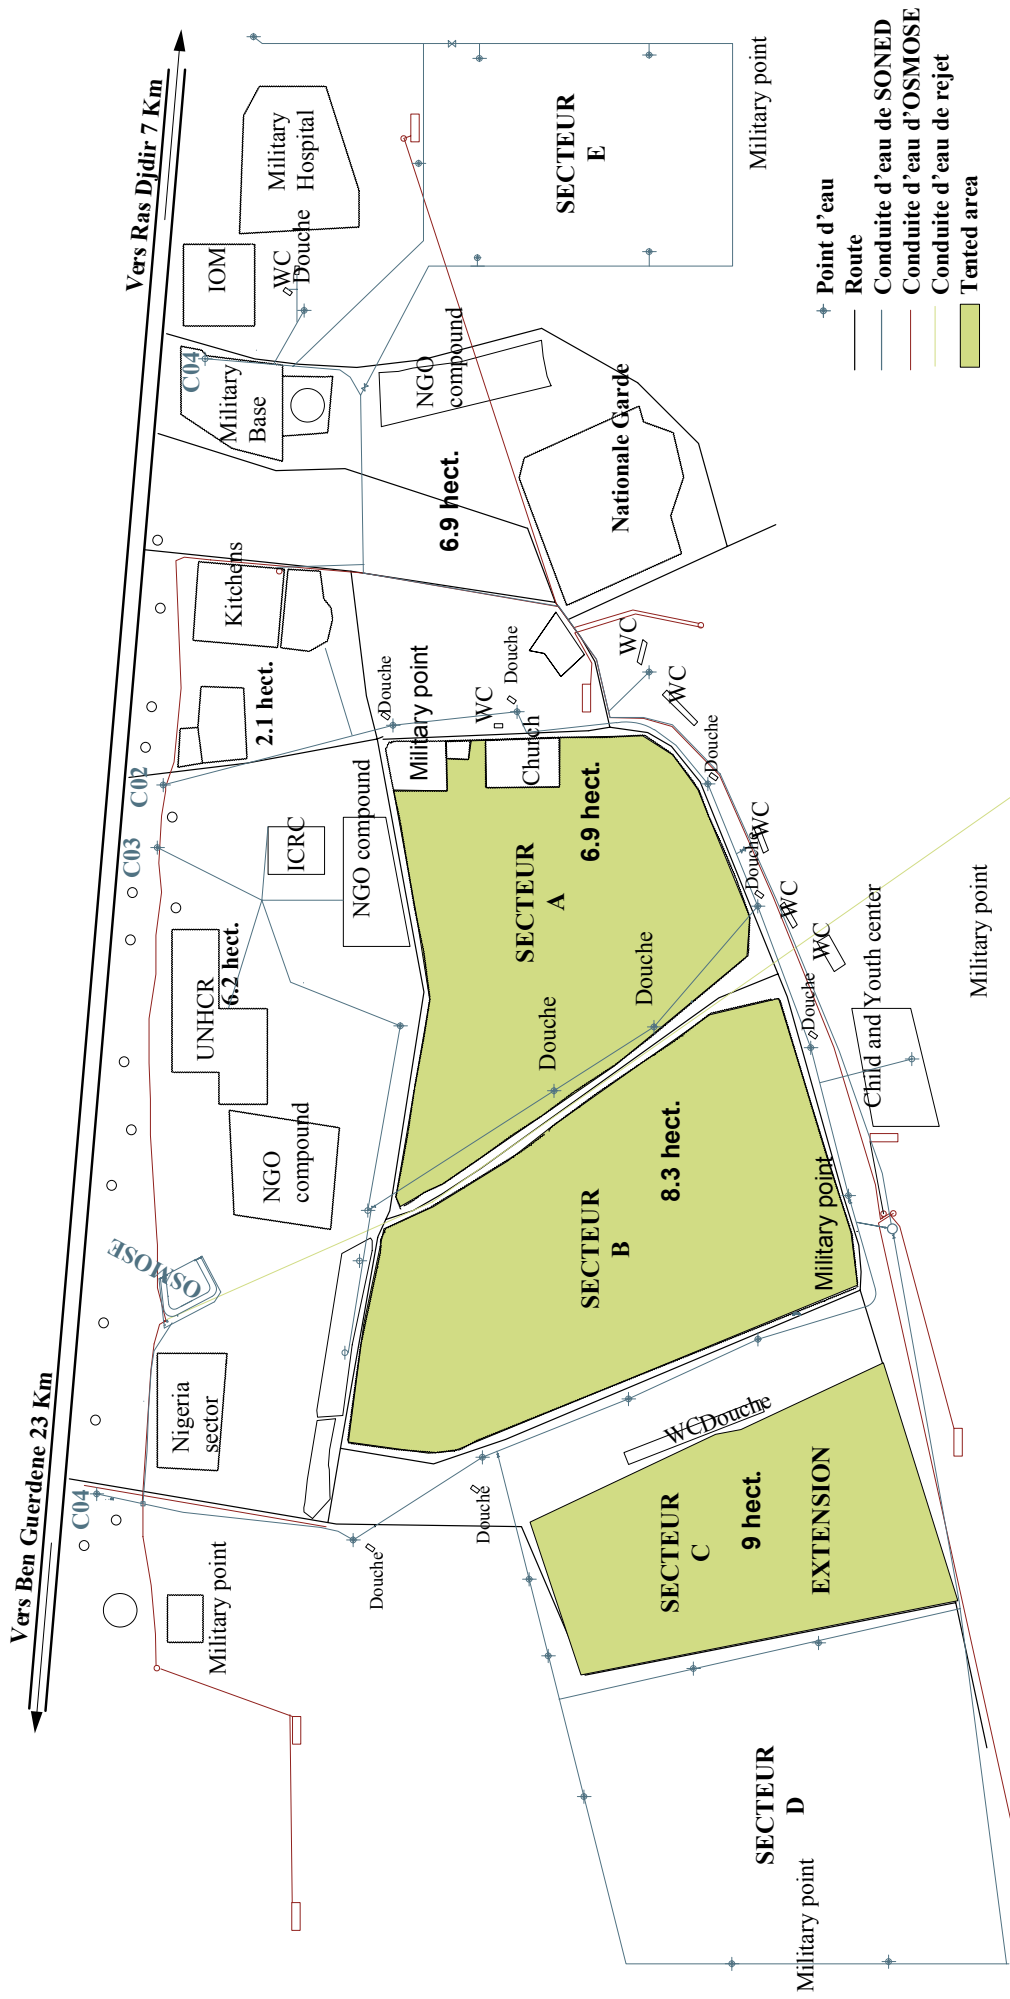 Vers Ben Guerdene 23 Km
Vers Ras Djdir 7 Km
C04
Military point
Nigeria
sector
OSMOSE
NGO
compound
UNHCR
6.2 hect.
C03
C02
ICRC
NGO compound
2.1 hect.
Kitchens
Military
Base
C04
IOM
WC
Douche
Military
Hospital
NGO
compound
6.9 hect.
Nationale Garde
SECTEUR
E
Military point
Douche
Military point
WC
Douche
Church
WC
WC
Douche
SECTEUR
A
6.9 hect.
Douche
Douche
WC
Douche
WC
WC
Douche
Child and Youth center
Military point
SECTEUR
B
8.3 hect.
Military point
Douche
Douche
WCDouche
SECTEUR
C
9 hect.
EXTENSION
SECTEUR
D
Military point
Point d'eau
Route
Conduite d'eau de SONED
Conduite d'eau d'OSMOSE
Conduite d'eau de rejet
Tented area